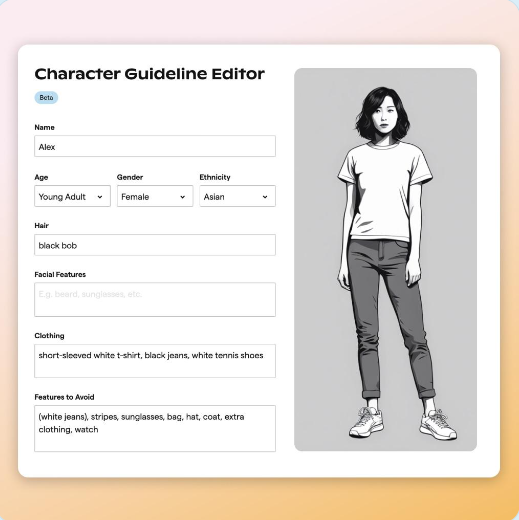 Character Guideline Editor
Beta
Name
Alex
Age Gender Ethnicity
Young Adult Female Asian
Hair
black bob
Facial Features
E.g. beard, sunglasses, etc.
Clothing
short-sleeved white t-shirt, black jeans, white tennis shoes
Features to Avoid
(white jeans), stripes, sunglasses, bag, hat, coat, extra
clothing, watch